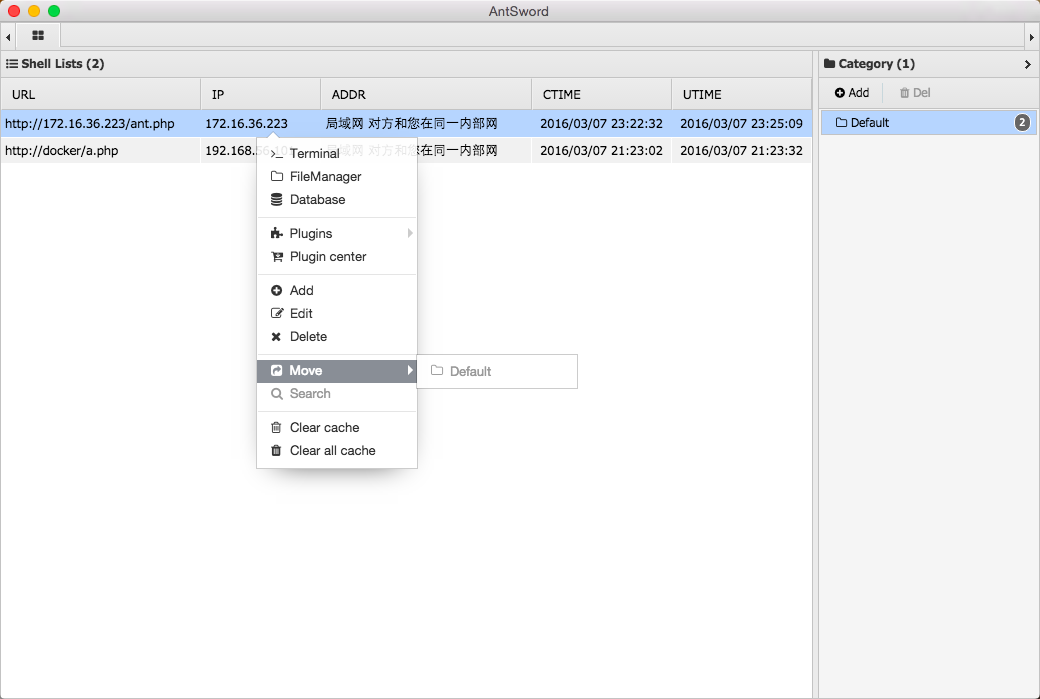 AntSword
Shell Lists (2)
Category (1)
URL IP ADDR CTIME UTIME
Add Del
http://172.16.36.223/ant.php 172.16.36.223 局域网 对方和您在同一内部网 2016/03/07 23:22:32 2016/03/07 23:25:09
Default 2
http://docker/a.php 192.168.56.101 局域网 对方和您在同一内部网 2016/03/07 21:23:02 2016/03/07 21:23:32
Terminal
FileManager
Database
Plugins
Plugin center
Add
Edit
Delete
Move
Default
Search
Clear cache
Clear all cache